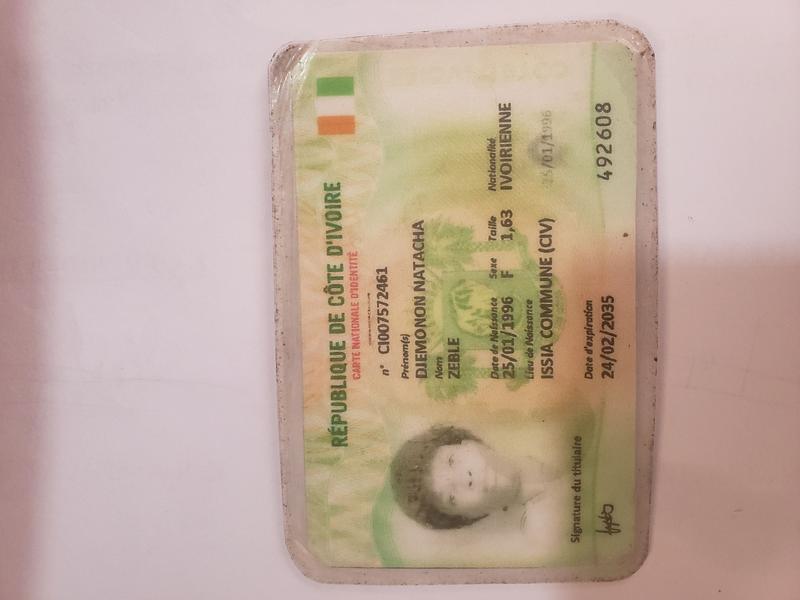 RÉPUBLIQUE DE CÔTE D'IVOIRE
CARTE NATIONALE D'IDENTITÉ
n° CI007572461
Prénom(s)
DJEMONON NATACHA
Nom
ZEBLE
Date de Naissance Sexe Taille Nationalité
25/01/1996 F 1,63 IVOIRIENNE
Lieu de Naissance
ISSIA COMMUNE (CIV)
25/01/1996
Signature du titulaire
Date d'expiration
24/02/2035
492608